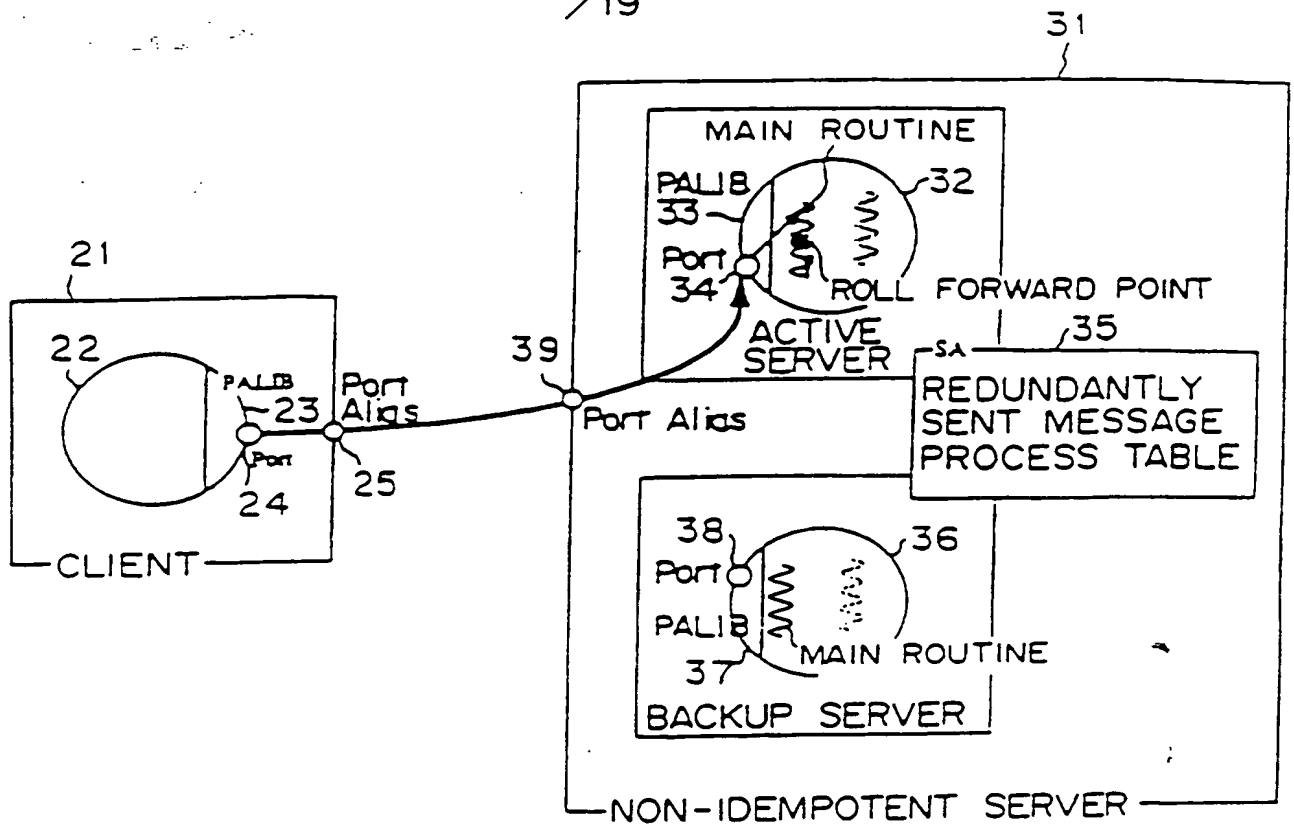 19
31
MAIN ROUTINE
PALIB
33
32
Port
34
ROLL FORWARD POINT
ACTIVE
SERVER
21
22
PALIB
23
Port
24
Port
Alias
25
CLIENT
39
Port Alias
35
SA
REDUNDANTLY
SENT MESSAGE
PROCESS TABLE
38
36
Port
PALIB
37
MAIN ROUTINE
BACKUP SERVER
NON-IDEMPOTENT SERVER